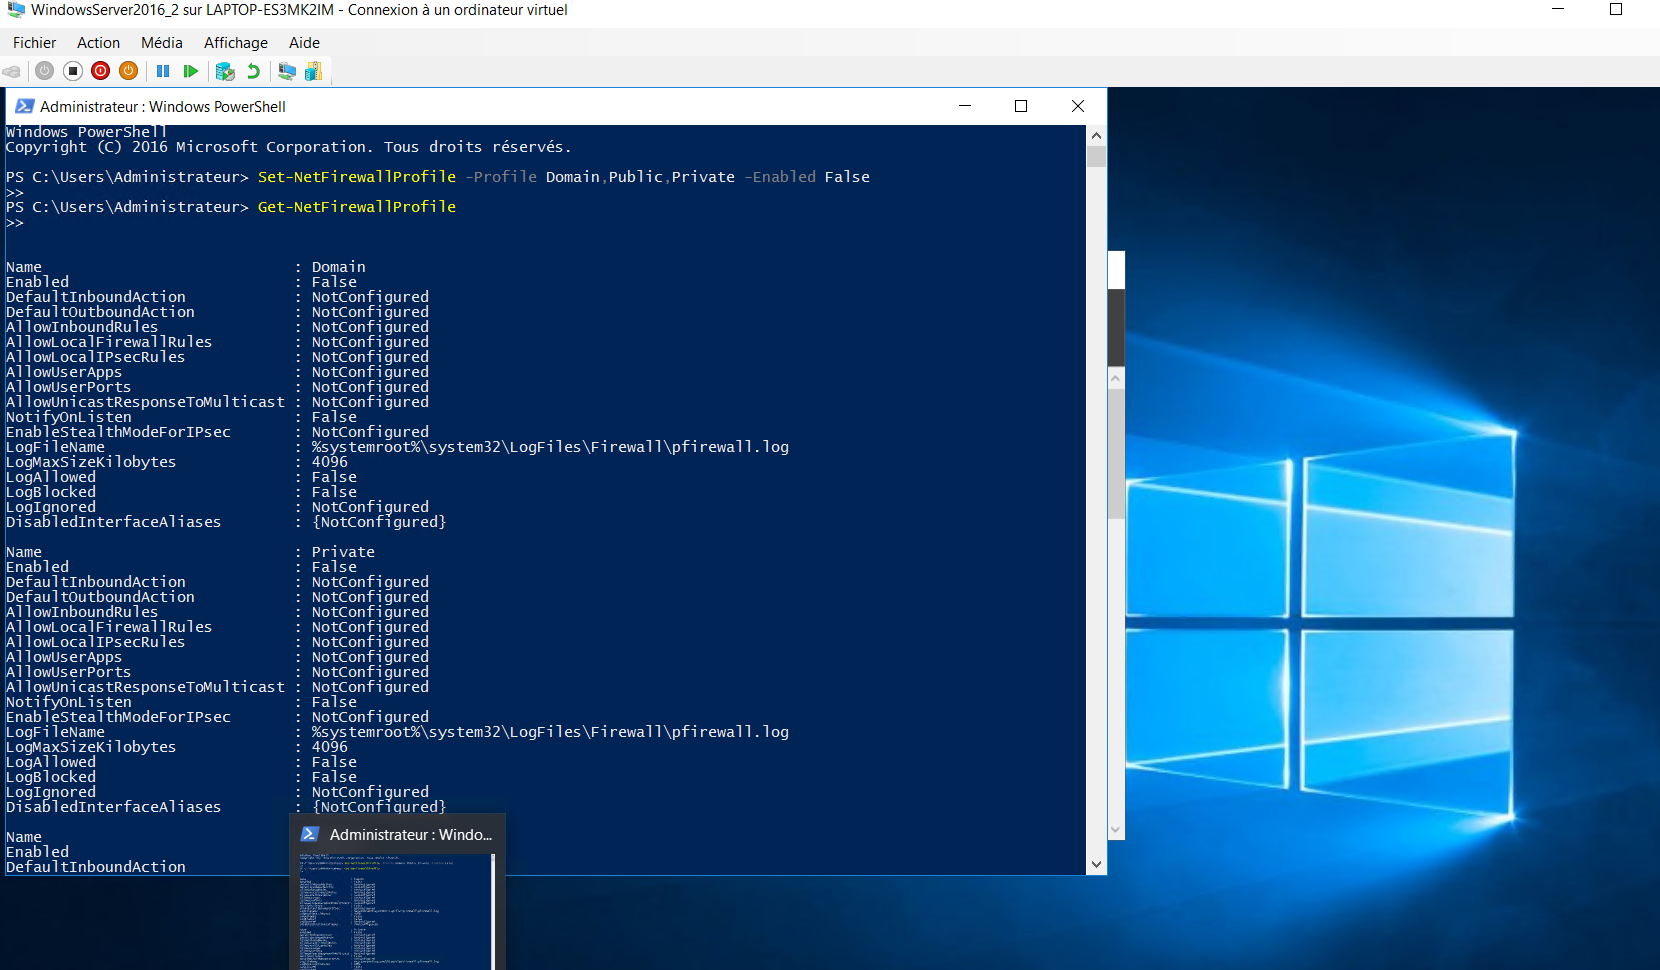 WindowsServer2016_2 sur LAPTOP-ES3MK2IM - Connexion à un ordinateur virtuel
Fichier Action Média Affichage Aide
Administrateur : Windows PowerShell
Windows PowerShell
Copyright (C) 2016 Microsoft Corporation. Tous droits réservés.
PS C:\Users\Administrateur> Set-NetFirewallProfile -Profile Domain,Public,Private -Enabled False
>>
PS C:\Users\Administrateur> Get-NetFirewallProfile
>>
Name : Domain
Enabled : False
DefaultInboundAction : NotConfigured
DefaultOutboundAction : NotConfigured
AllowInboundRules : NotConfigured
AllowLocalFirewallRules : NotConfigured
AllowLocalIPsecRules : NotConfigured
AllowUserApps : NotConfigured
AllowUserPorts : NotConfigured
AllowUnicastResponseToMulticast : NotConfigured
NotifyOnListen : False
EnableStealthModeForIPsec : NotConfigured
LogFileName : %systemroot%\system32\LogFiles\Firewall\pfirewall.log
LogMaxSizeKilobytes : 4096
LogAllowed : False
LogBlocked : False
LogIgnored : NotConfigured
DisabledInterfaceAliases : {NotConfigured}
Name : Private
Enabled : False
DefaultInboundAction : NotConfigured
DefaultOutboundAction : NotConfigured
AllowInboundRules : NotConfigured
AllowLocalFirewallRules : NotConfigured
AllowLocalIPsecRules : NotConfigured
AllowUserApps : NotConfigured
AllowUserPorts : NotConfigured
AllowUnicastResponseToMulticast : NotConfigured
NotifyOnListen : False
EnableStealthModeForIPsec : NotConfigured
LogFileName : %systemroot%\system32\LogFiles\Firewall\pfirewall.log
LogMaxSizeKilobytes : 4096
LogAllowed : False
LogBlocked : False
LogIgnored : NotConfigured
DisabledInterfaceAliases : {NotConfigured}
Name
Enabled
DefaultInboundAction
Administrateur : Windo...